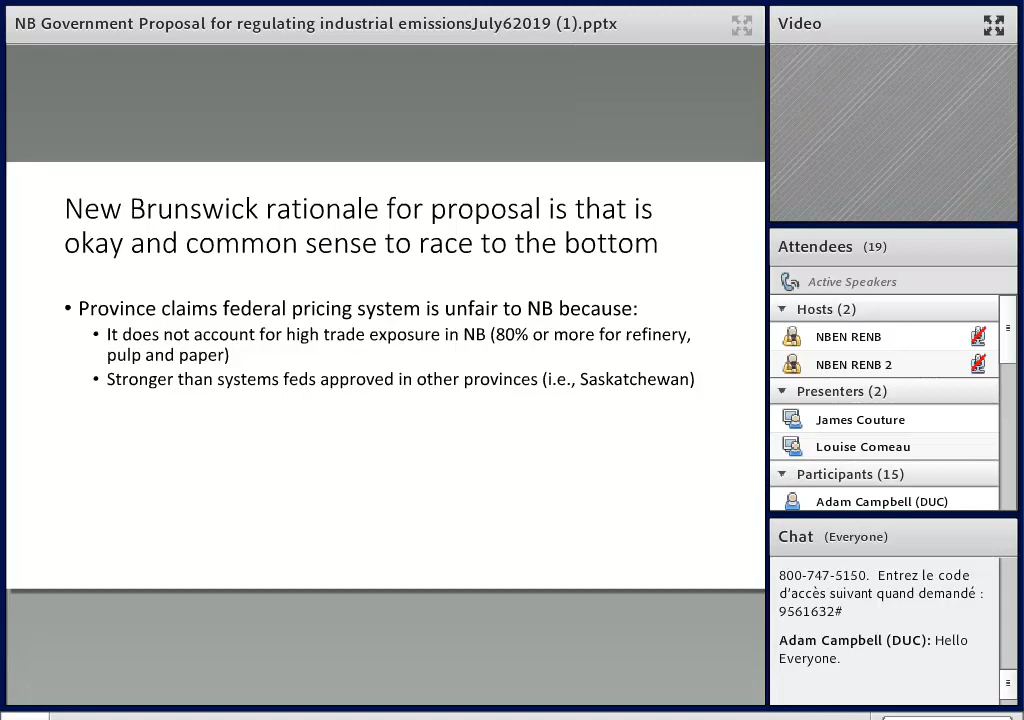 NB Government Proposal for regulating industrial emissionsJuly62019 (1).pptx
New Brunswick rationale for proposal is that is
okay and common sense to race to the bottom
• Province claims federal pricing system is unfair to NB because:
• It does not account for high trade exposure in NB (80% or more for refinery,
pulp and paper)
• Stronger than systems feds approved in other provinces (i.e., Saskatchewan)
Video
Attendees (19)
Active Speakers
Hosts (2)
NBEN RENB
NBEN RENB 2
Presenters (2)
James Couture
Louise Comeau
Participants (15)
Adam Campbell (DUC)
Chat (Everyone)
800-747-5150. Entrez le code
d'accès suivant quand demandé :
9561632#
Adam Campbell (DUC): Hello
Everyone.